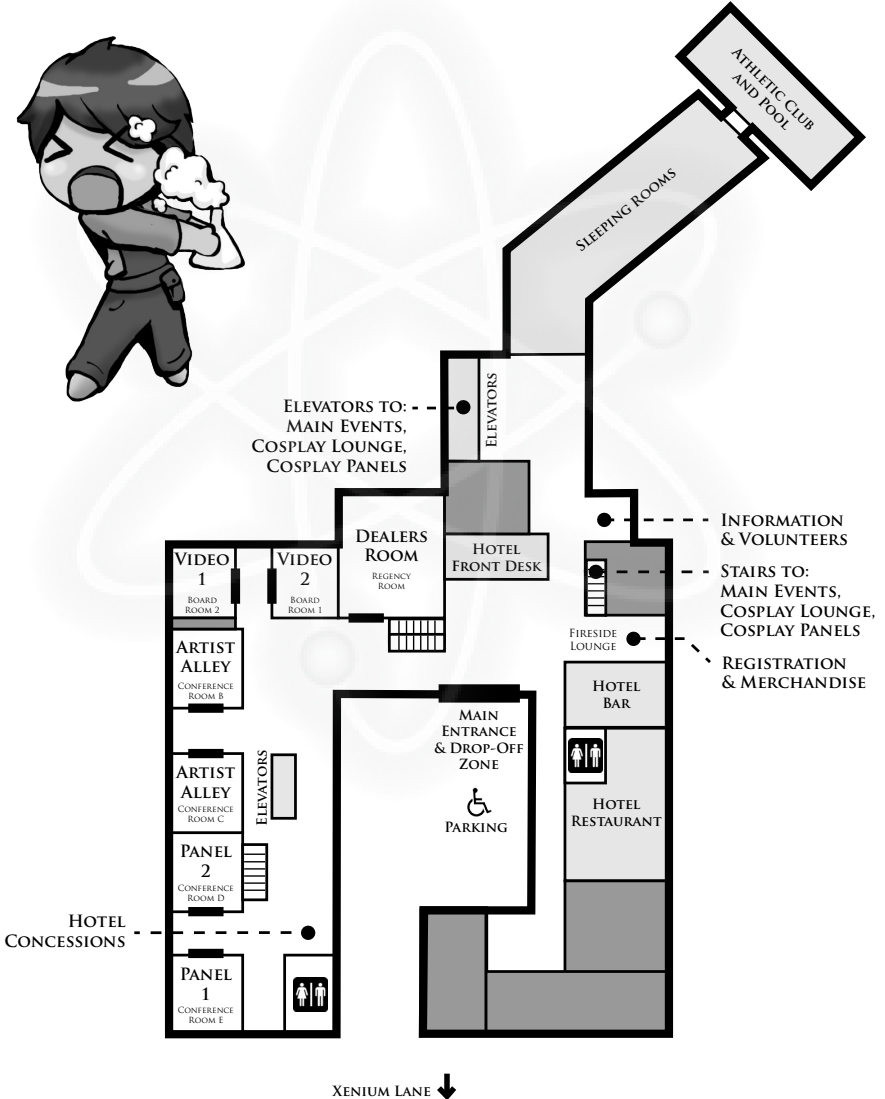 ATHLETIC CLUB
AND POOL
SLEEPING ROOMS
ELEVATORS TO:
MAIN EVENTS,
COSPLAY LOUNGE,
COSPLAY PANELS
ELEVATORS
INFORMATION
& VOLUNTEERS
DEALERS
ROOM
REGENCY
ROOM
HOTEL
FRONT DESK
VIDEO
1
BOARD
ROOM 2
VIDEO
2
BOARD
ROOM 1
STAIRS TO:
MAIN EVENTS,
COSPLAY LOUNGE,
COSPLAY PANELS
FIRESIDE
LOUNGE
REGISTRATION
& MERCHANDISE
ARTIST
ALLEY
CONFERENCE
ROOM B
HOTEL
BAR
MAIN
ENTRANCE
& DROP-OFF
ZONE
PARKING
ARTIST
ALLEY
CONFERENCE
ROOM C
ELEVATORS
HOTEL
RESTAURANT
PANEL
2
CONFERENCE
ROOM D
HOTEL
CONCESSIONS
PANEL
1
CONFERENCE
ROOM E
XENIUM LANE